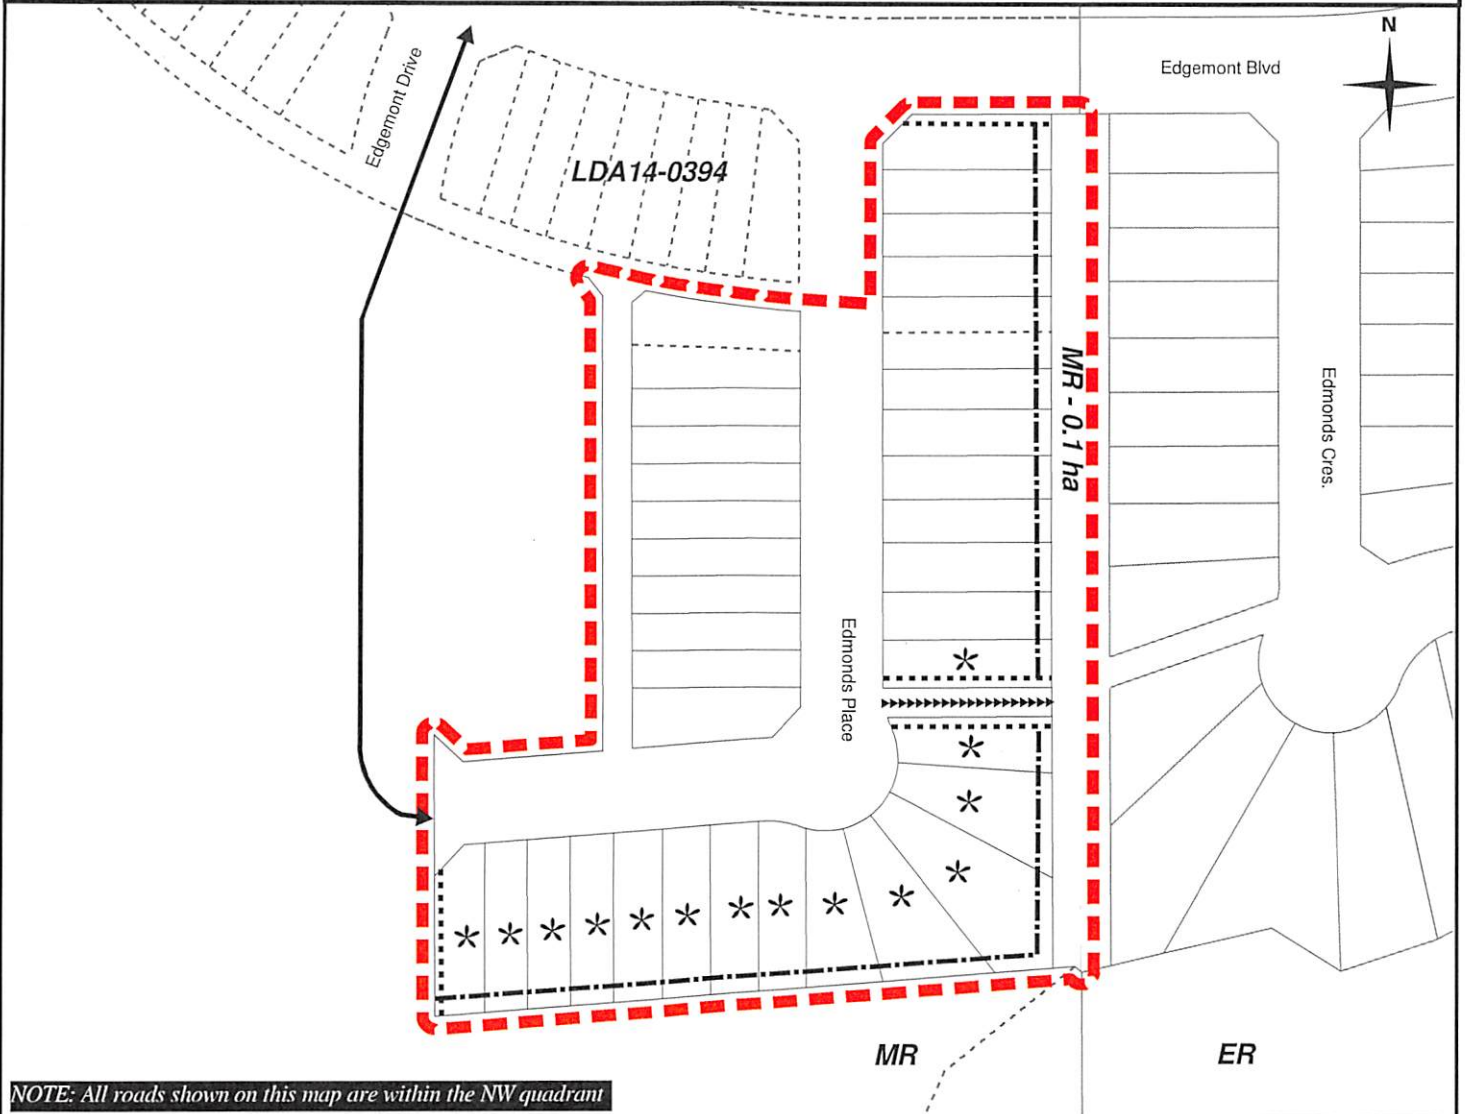 N
Edgemont Blvd
Edgemont Drive
LDA14-0394
MR - 0.1 ha
Edmonds Cres.
Edmonds Place
MR
ER
NOTE: All roads shown on this map are within the NW quadrant